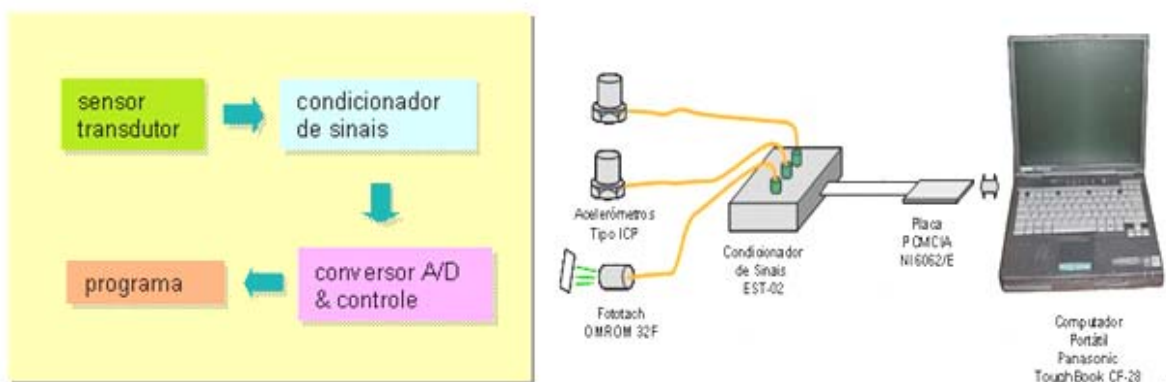 sensor
transdutor
condicionador
de sinais
programa
conversor A/D
& controle
Acelerómetros
Tipo ICP
Fototach
OMROM 32F
Condicionador
de Sinais
EST-02
Placa
PCMCIA
NI6062/E
Computador
Portátil
Panasonic
ToughBook CF-28